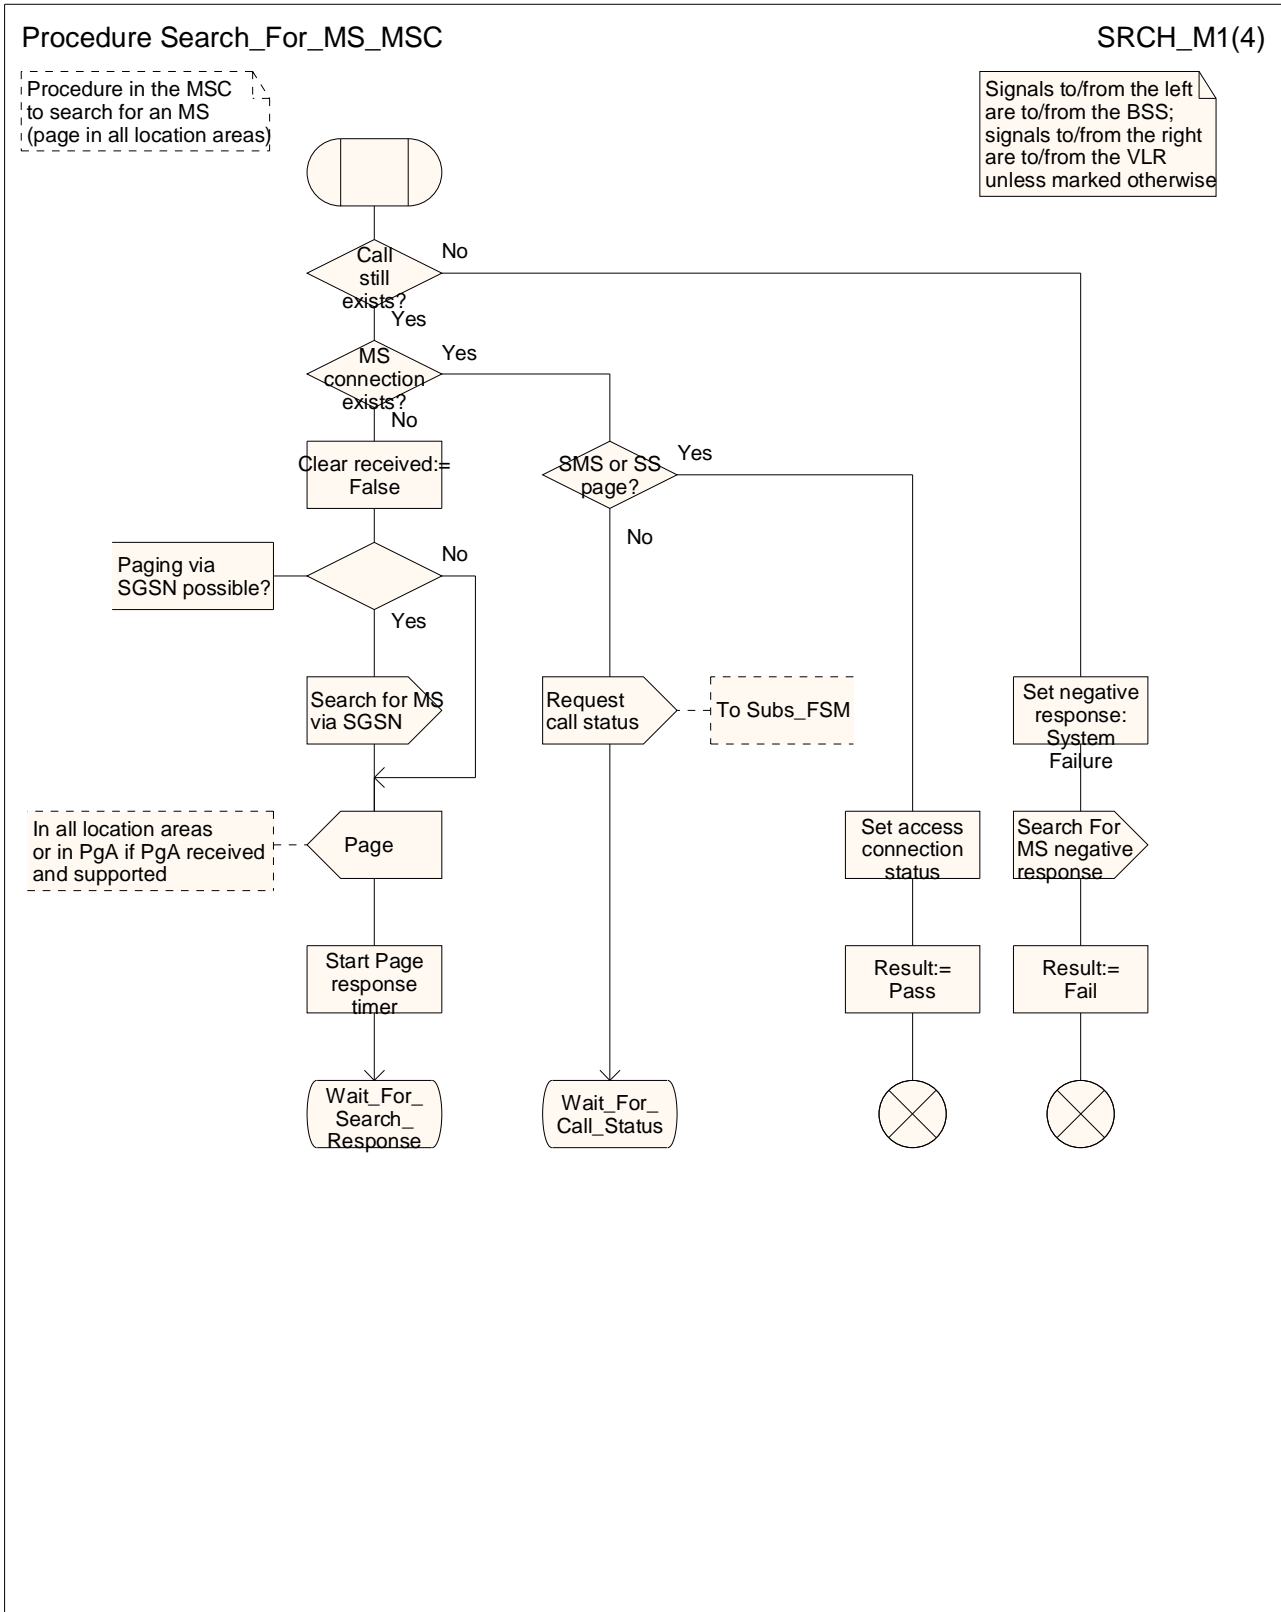 Procedure Search_For_MS_MSC
SRCH_M1(4)
Procedure in the MSC
to search for an MS
(page in all location areas)
Signals to/from the left
are to/from the BSS;
signals to/from the right
are to/from the VLR
unless marked otherwise
Call
still
exists?
No
Yes
MS
connection
exists?
Yes
No
Clear received:=
False
SMS or SS
page?
Yes
No
Paging via
SGSN possible?
No
Yes
Search for MS
via SGSN
Request
call status
To Subs_FSM
Set negative
response:
System
Failure
In all location areas
or in PgA if PgA received
and supported
Page
Set access
connection
status
Search For
MS negative
response
Start Page
response
timer
Result:=
Pass
Result:=
Fail
Wait_For_
Search_
Response
Wait_For_
Call_Status